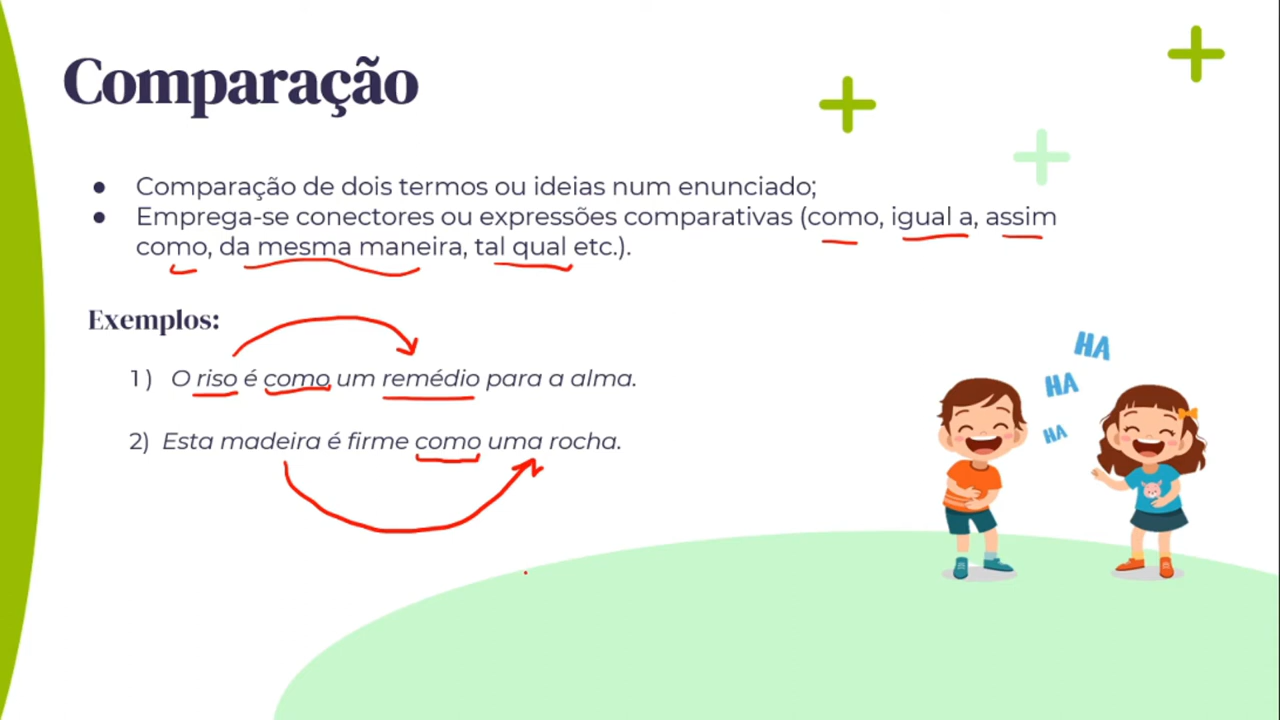 Comparação
● Comparação de dois termos ou ideias num enunciado;
● Emprega-se conectores ou expressões comparativas (como, igual a, assim
como, da mesma maneira, tal qual etc.).
Exemplos:
1) O riso é como um remédio para a alma.
2) Esta madeira é firme como uma rocha.
HA
HA
HA